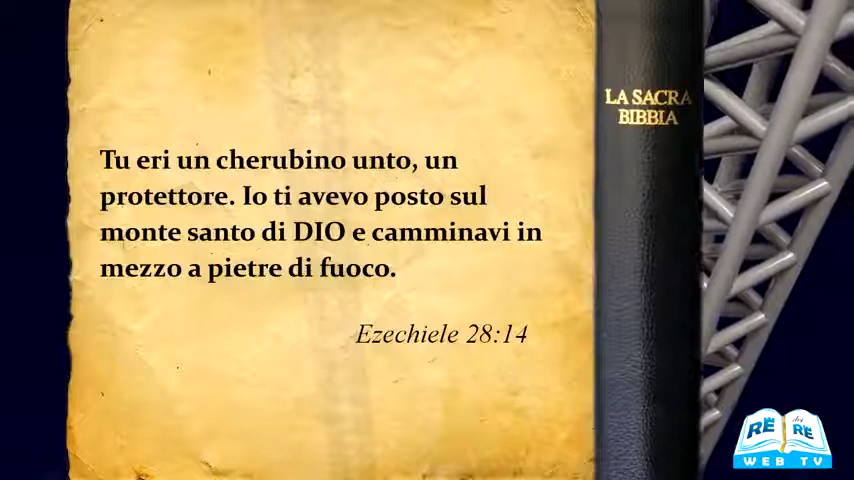 Tu eri un cherubino unto, un
protettore. Io ti avevo posto sul
monte santo di DIO e camminavi in
mezzo a pietre di fuoco.
Ezechiele 28:14
LA SACRA
BIBBIA
RE dei RE
WEB TV